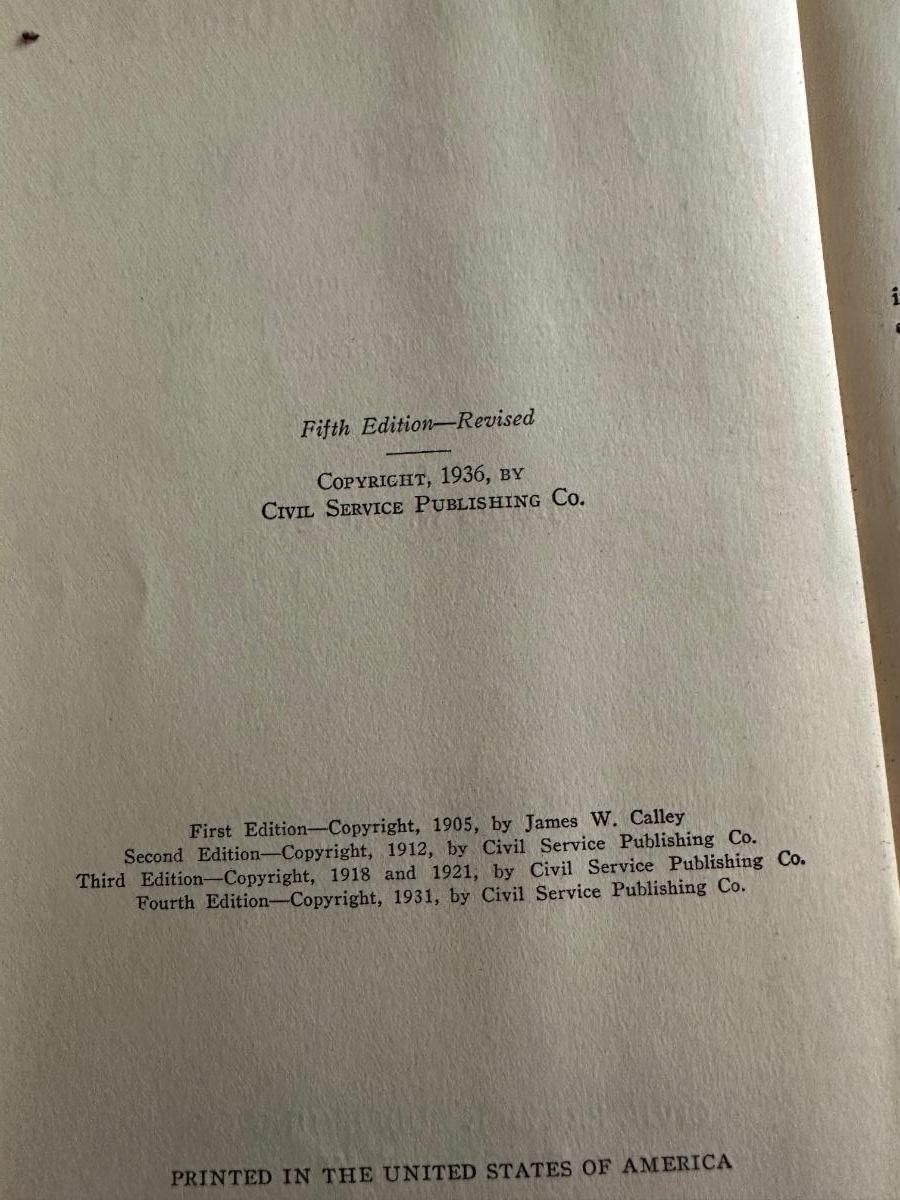 Fifth Edition—Revised
COPYRIGHT, 1936, BY
CIVIL SERVICE PUBLISHING CO.
First Edition—Copyright, 1905, by James W. Calley
Second Edition—Copyright, 1912, by Civil Service Publishing Co.
Third Edition—Copyright, 1918 and 1921, by Civil Service Publishing Co.
Fourth Edition—Copyright, 1931, by Civil Service Publishing Co.
PRINTED IN THE UNITED STATES OF AMERICA